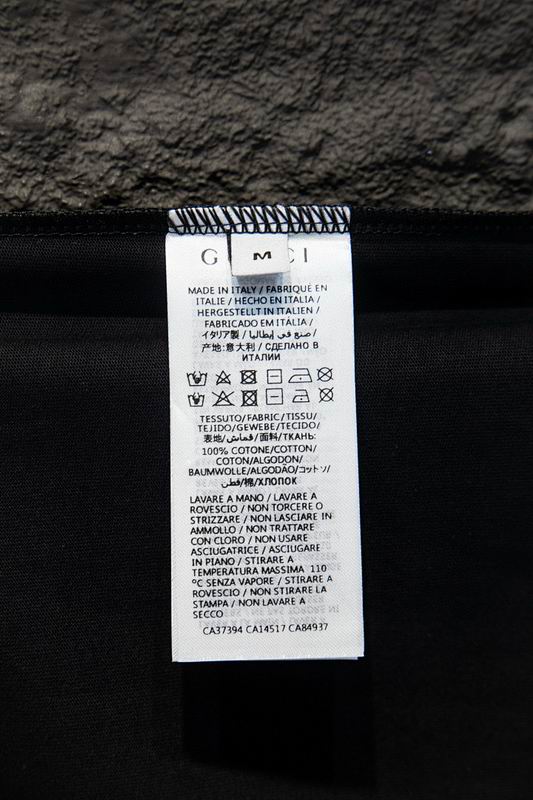 G CI
M
MADE IN ITALY / FABRIQUÉ EN
ITALIE / HECHO EN ITALIA /
HERGESTELLT IN ITALIEN /
FABRICADO EM ITÁLIA /
イタリア製 / صنع في إيطاليا /
产地:意大利 / СДЕЛАНО В
ИТАЛИИ
TESSUTO/FABRIC/TISSU/
TEJIDO/GEWEBE/TECIDO/
表地/قماش/面料/ТКАНЬ:
100% COTONE/COTTON/
COTON/ALGODON/
BAUMWOLLE/ALGODÃO/コットン/
قطن/棉/ХЛОПОК
LAVARE A MANO / LAVARE A
ROVESCIO / NON TORCERE O
STRIZZARE / NON LASCIARE IN
AMMOLLO / NON TRATTARE
CON CLORO / NON USARE
ASCIUGATRICE / ASCIUGARE
IN PIANO / STIRARE A
TEMPERATURA MASSIMA 110
°C SENZA VAPORE / STIRARE A
ROVESCIO / NON STIRARE LA
STAMPA / NON LAVARE A
SECCO
CA37394 CA14517 CA84937